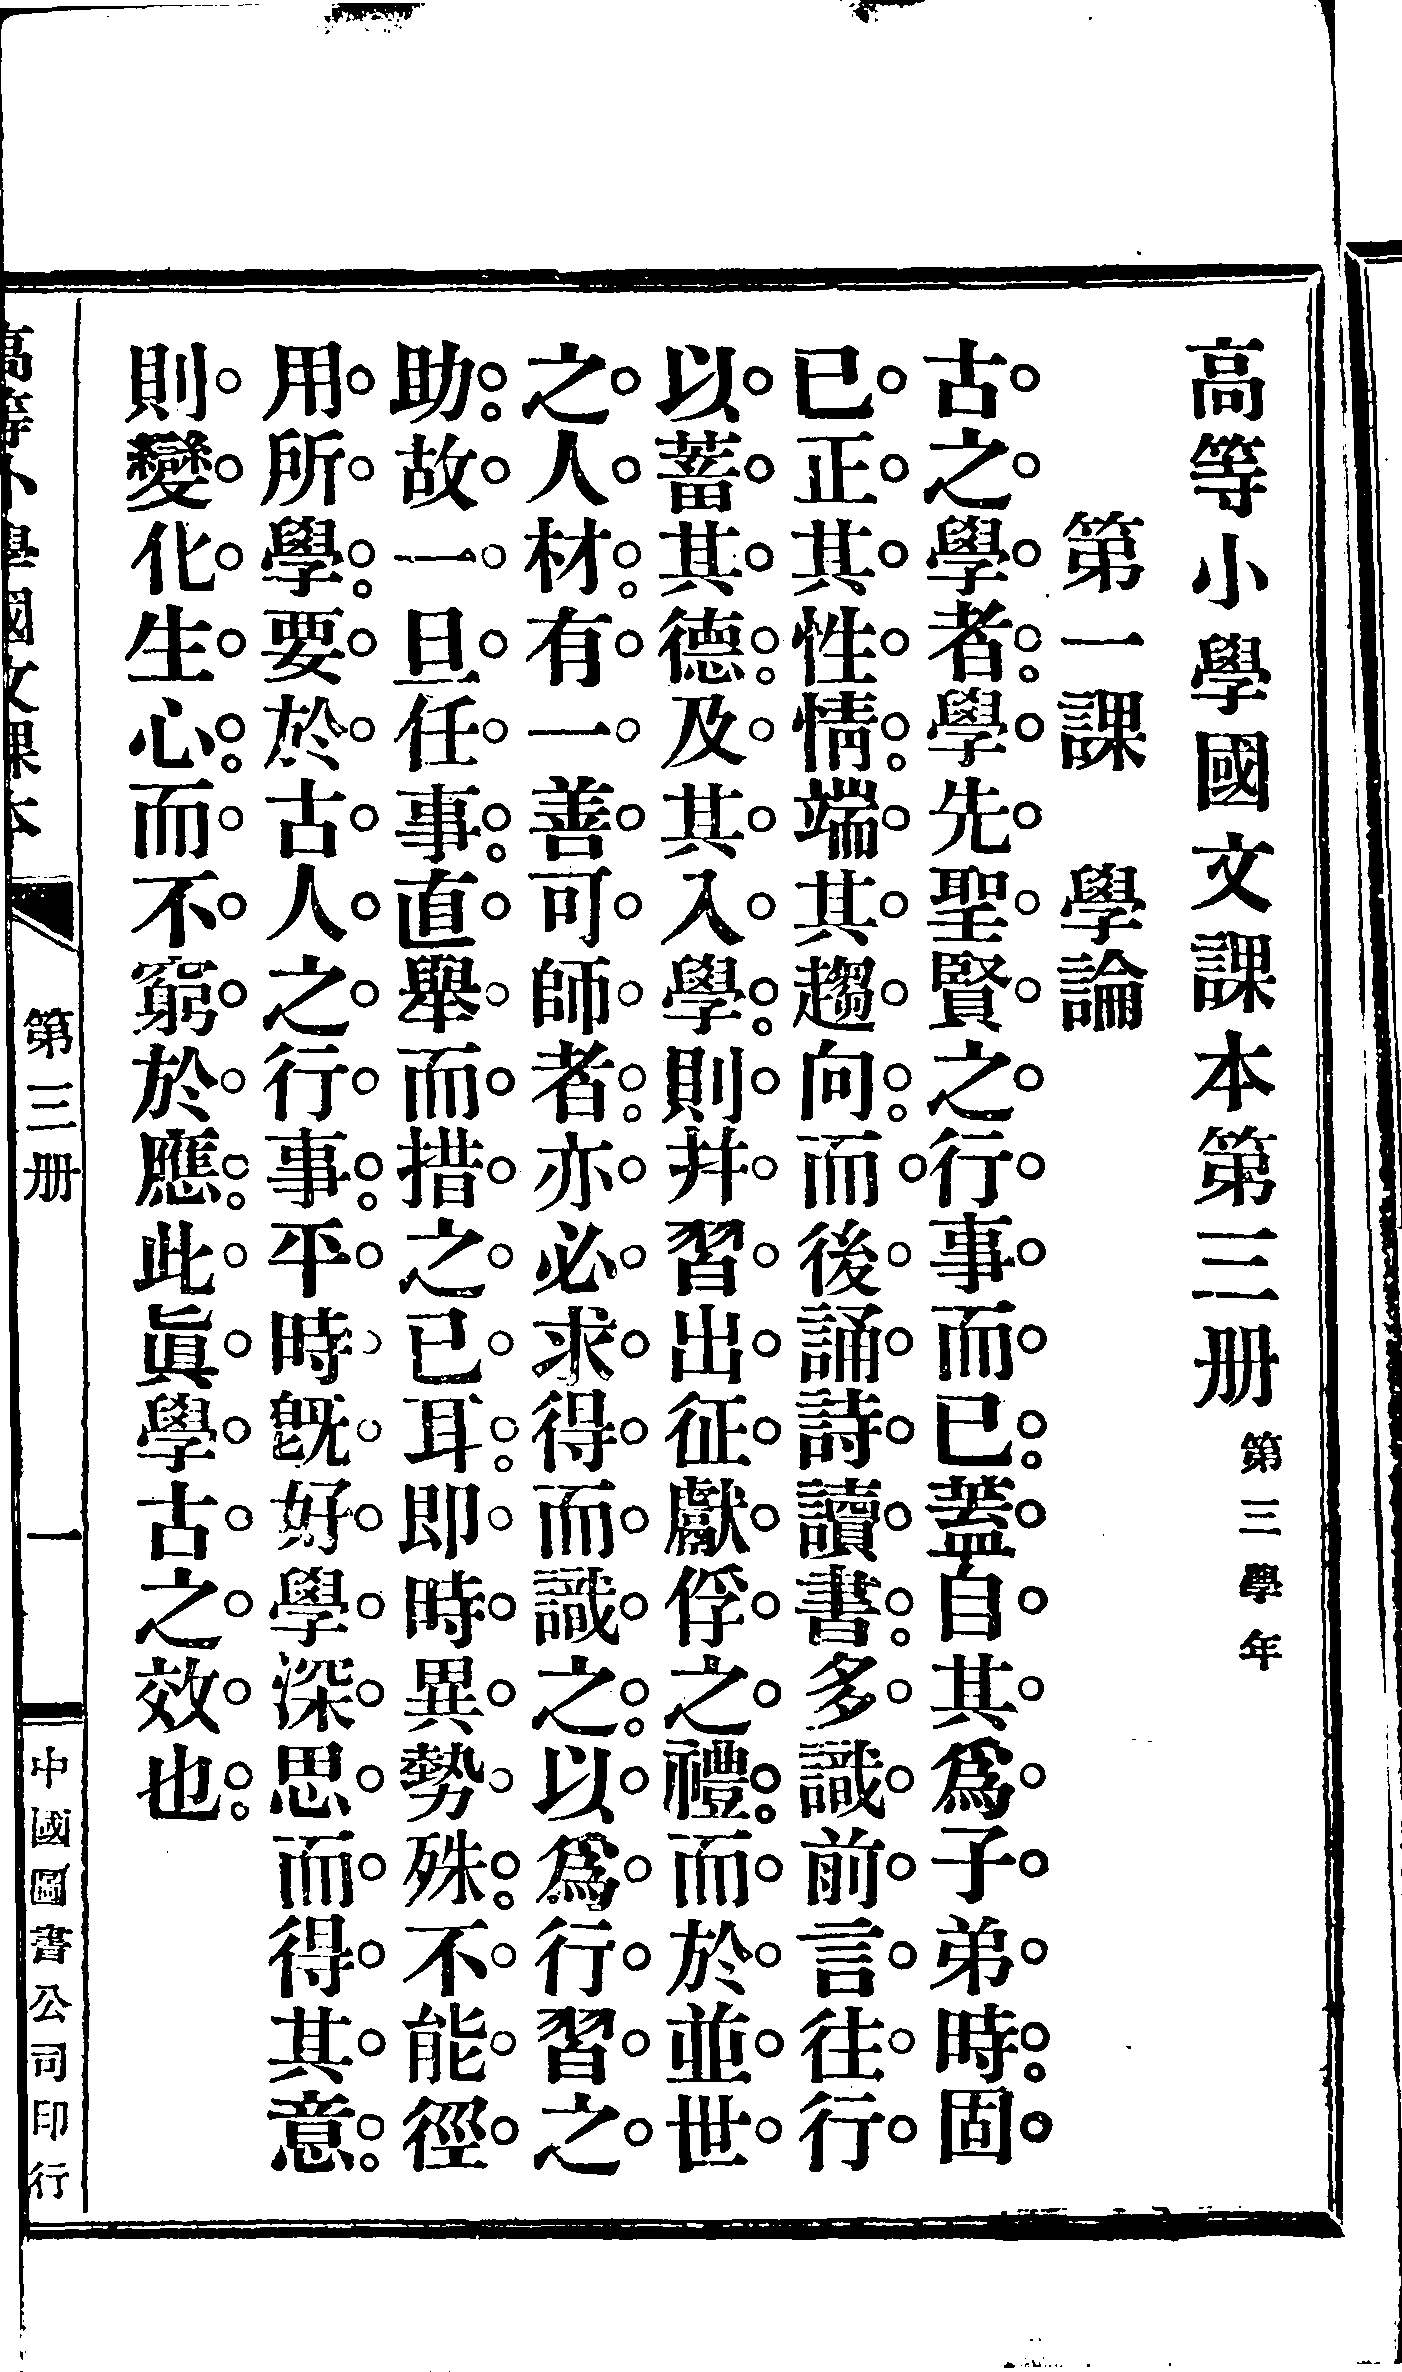 高等小學國文課本第三册 第三學年
第一課 學論
古之學者。學先聖賢之行事而已。蓋自其爲子弟時。固
已正其性情。端其趨向。而後誦詩讀書。多識前言往行
以蓄其德。及其入學。則幷習出征獻俘之禮。而於並世
之人材。有一善可師者。亦必求得而識之。以爲行習之
助。故一旦任事。直舉而措之已耳。卽時異勢殊。不能徑
用所學。要於古人之行事。平時旣好學深思而得其意。
則變化生心。而不窮於應。此眞學古之效也。
高等小學國文課本
第三册
一
中國圖書公司印行